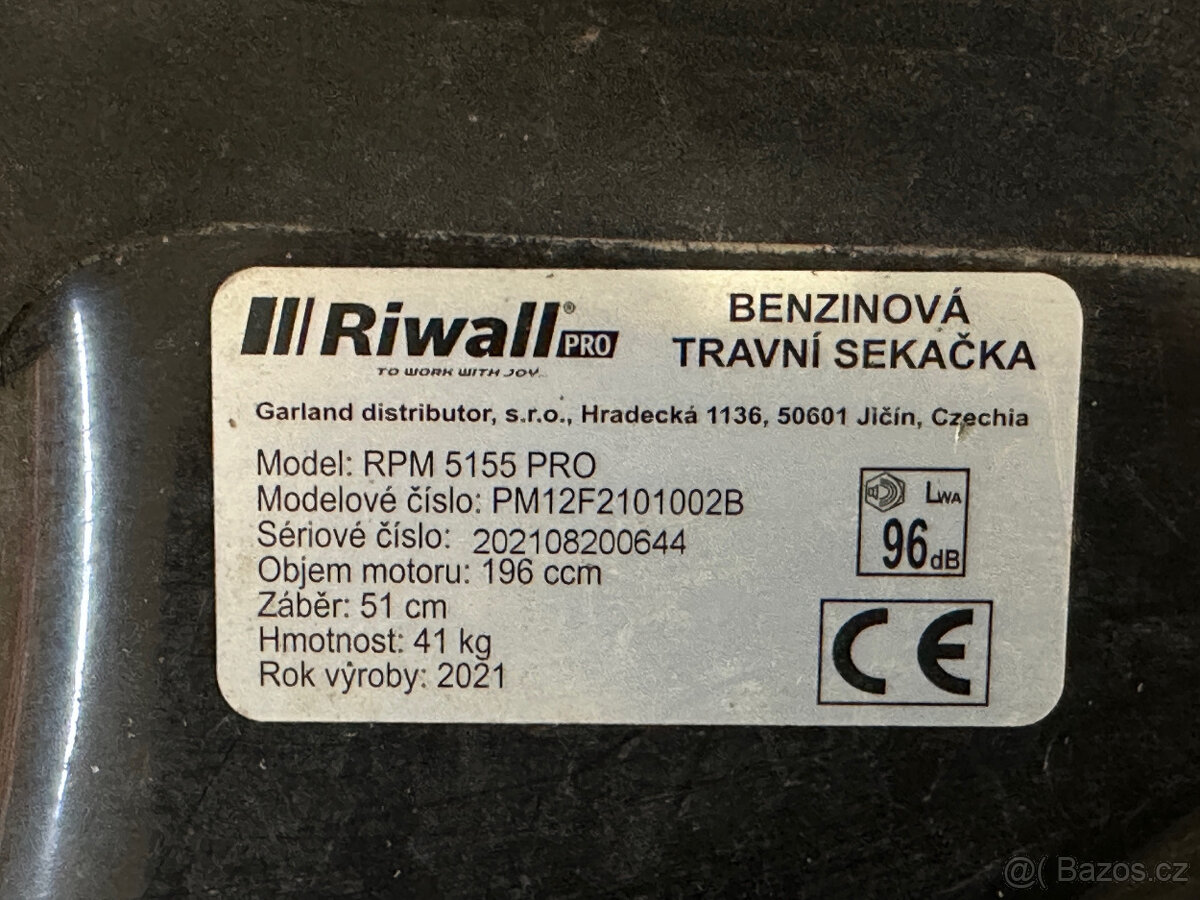 Riwall® PRO
TO WORK WITH JOY...
BENZINOVÁ
TRAVNÍ SEKAČKA
Garland distributor, s.r.o., Hradecká 1136, 50601 Jičín, Czechia
Model: RPM 5155 PRO
Modelové číslo: PM12F2101002B
Sériové číslo: 202108200644
Objem motoru: 196 ccm
Záběr: 51 cm
Hmotnost: 41 kg
Rok výroby: 2021
LWA
96 dB
CE
@( Bazos.cz